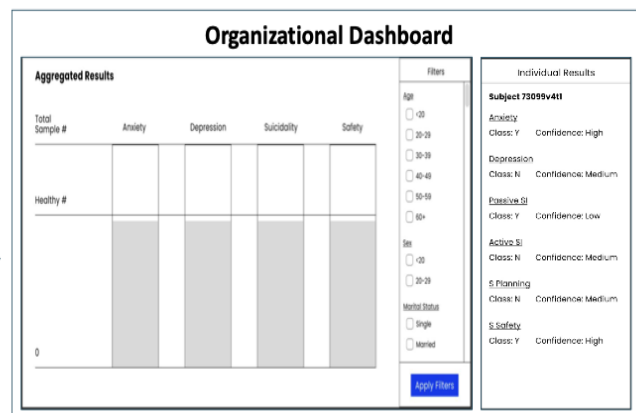 Organizational Dashboard
Aggregated Results
Total
Sample #
Anxiety
Depression
Suicidality
Safety
Healthy #
0
Filters
Age
<20
20-29
30-39
40-49
50-59
60+
Sex
<20
20-29
Marital Status
Single
Married
Apply Filters
Individual Results
Subject 73099v4t1
Anxiety
Class: Y Confidence: High
Depression
Class: N Confidence: Medium
Passive SI
Class: Y Confidence: Low
Active SI
Class: N Confidence: Medium
S Planning
Class: N Confidence: Medium
S Safety
Class: Y Confidence: High